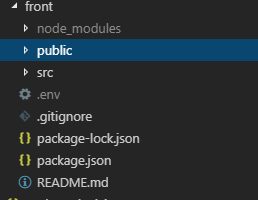 front
node_modules
public
src
.env
.gitignore
package-lock.json
package.json
README.md